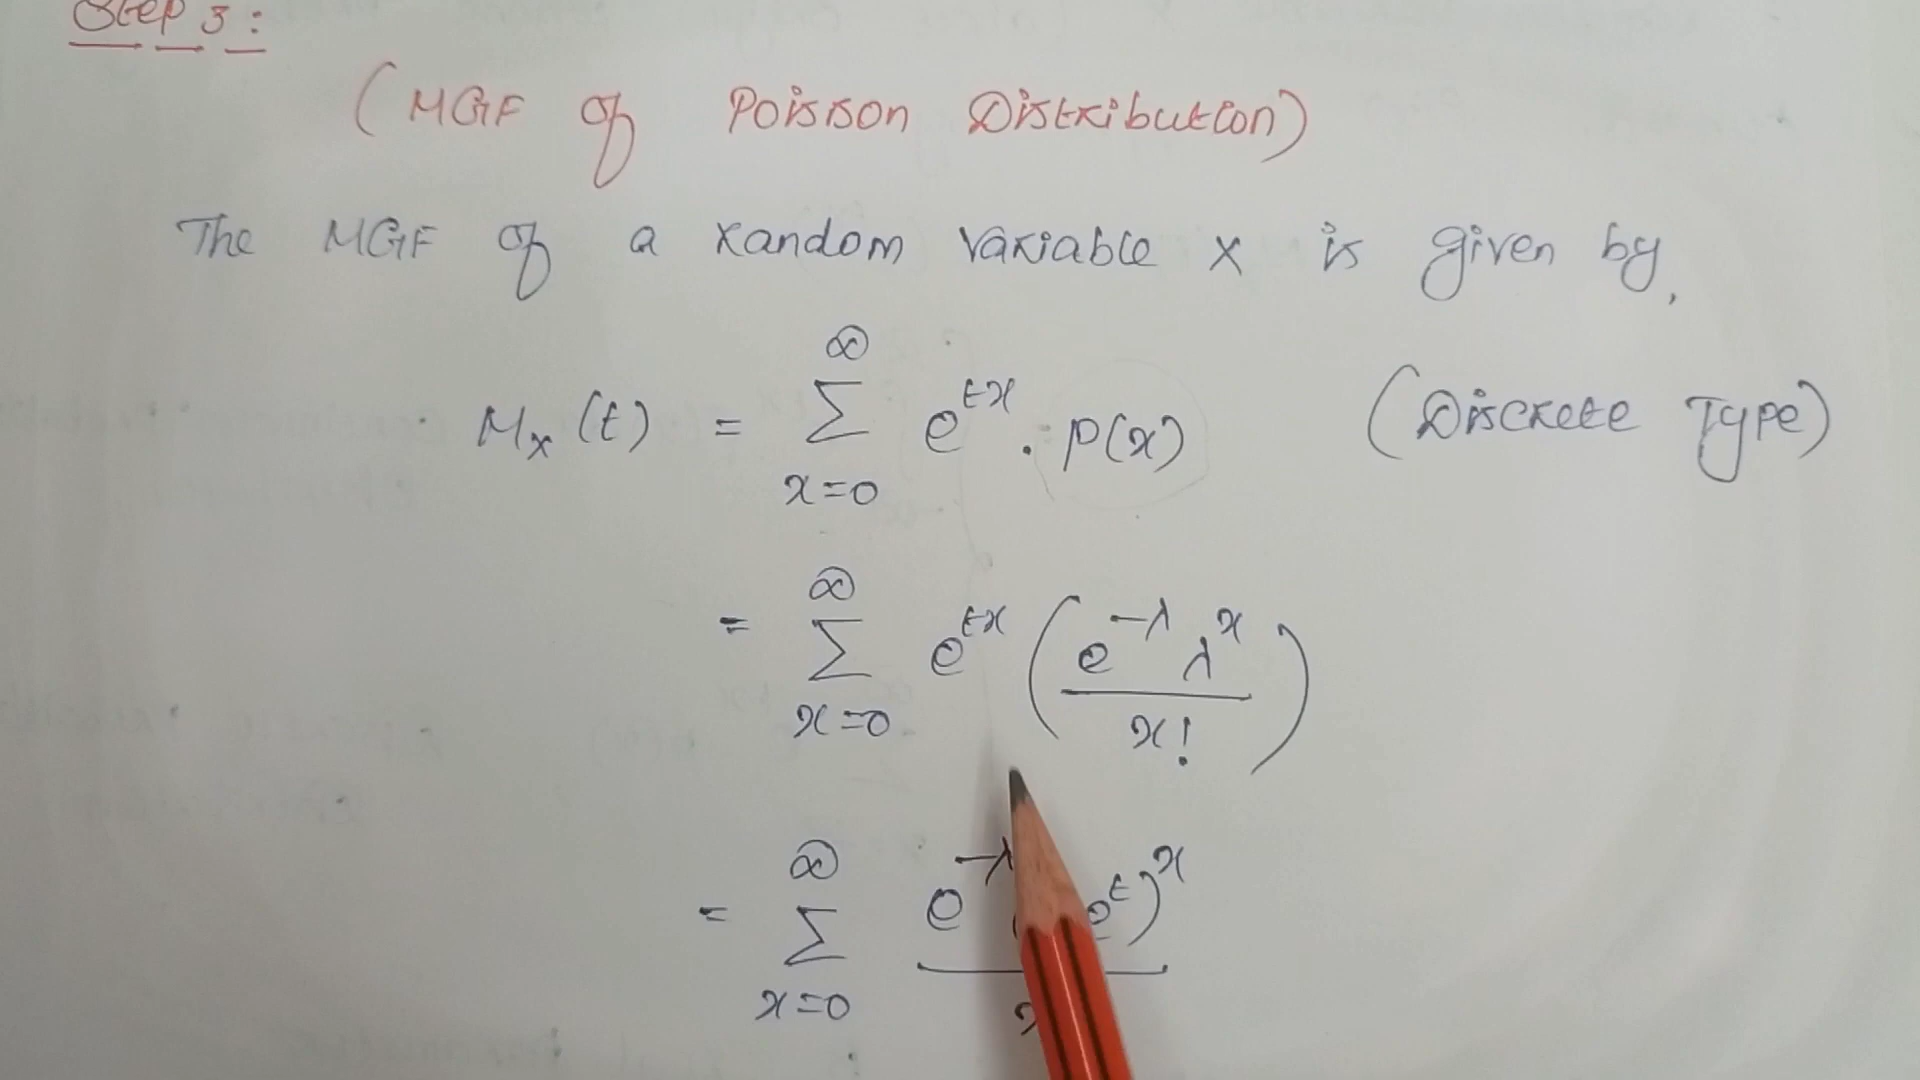 Step 3:
(MGF of Poisson Distribution)
The MGF of a random variable X is given by,
Mx(t) = ∞ Σ x=0 e^tx . P(x) (Discrete Type)
= ∞ Σ x=0 e^tx (e^-λ λ^x / x!)
= ∞ Σ x=0 e^-λ ( e^t)^x